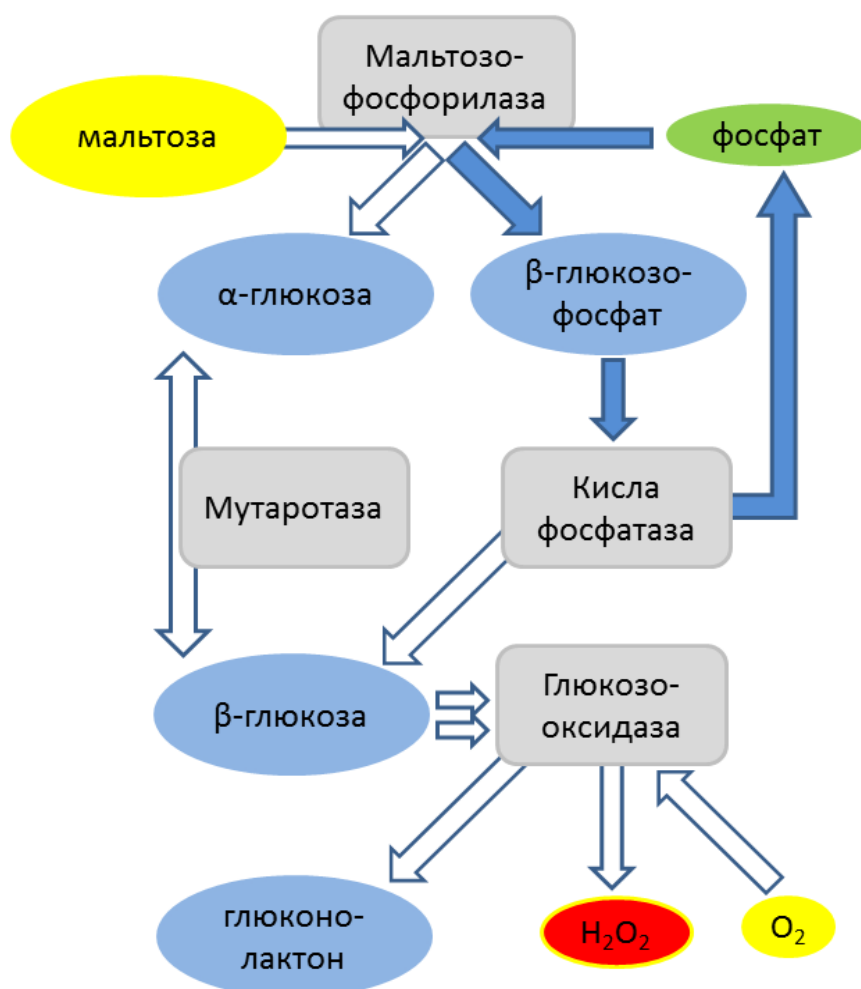 Мальтозо-
фосфорилаза
мальтоза
фосфат
α-глюкоза
β-глюкозо-
фосфат
Мутаротаза
Кисла
фосфатаза
β-глюкоза
Глюкозо-
оксидаза
глюконо-
лактон
H₂O₂
O₂